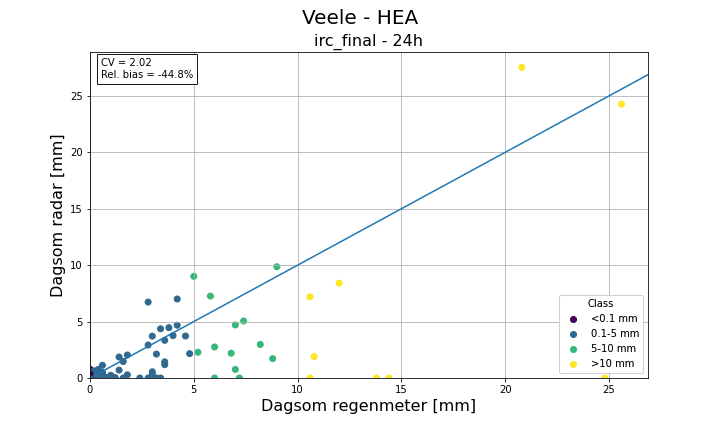 Veele - HEA
irc_final - 24h
CV = 2.02
Rel. bias = -44.8%
Dagsom radar [mm]
25
20
15
10
5
0
0 5 10 15 20 25
Dagsom regenmeter [mm]
Class
<0.1 mm
0.1-5 mm
5-10 mm
>10 mm